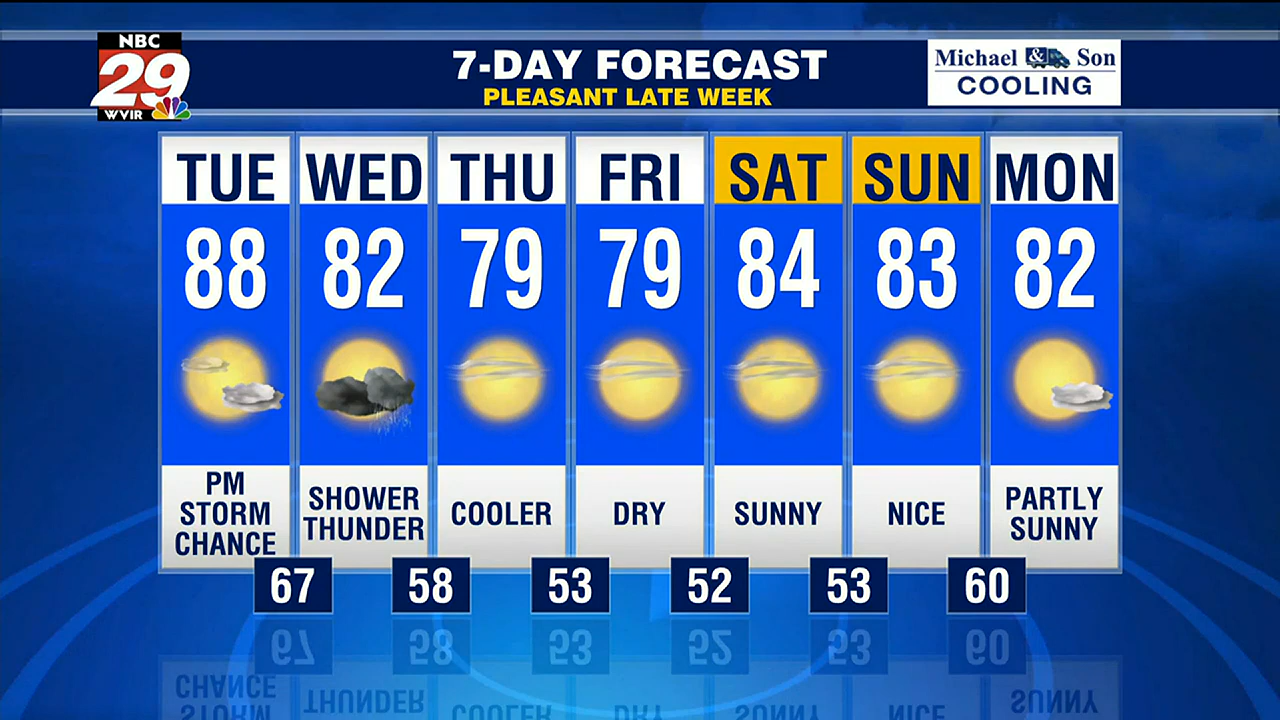 NBC
29
WVIR
7-DAY FORECAST
PLEASANT LATE WEEK
Michael & Son
COOLING
TUE WED THU FRI SAT SUN MON
88 82 79 79 84 83 82
PM
STORM
CHANCE
SHOWER
THUNDER
COOLER
DRY
SUNNY
NICE
PARTLY
SUNNY
67 58 53 52 53 60